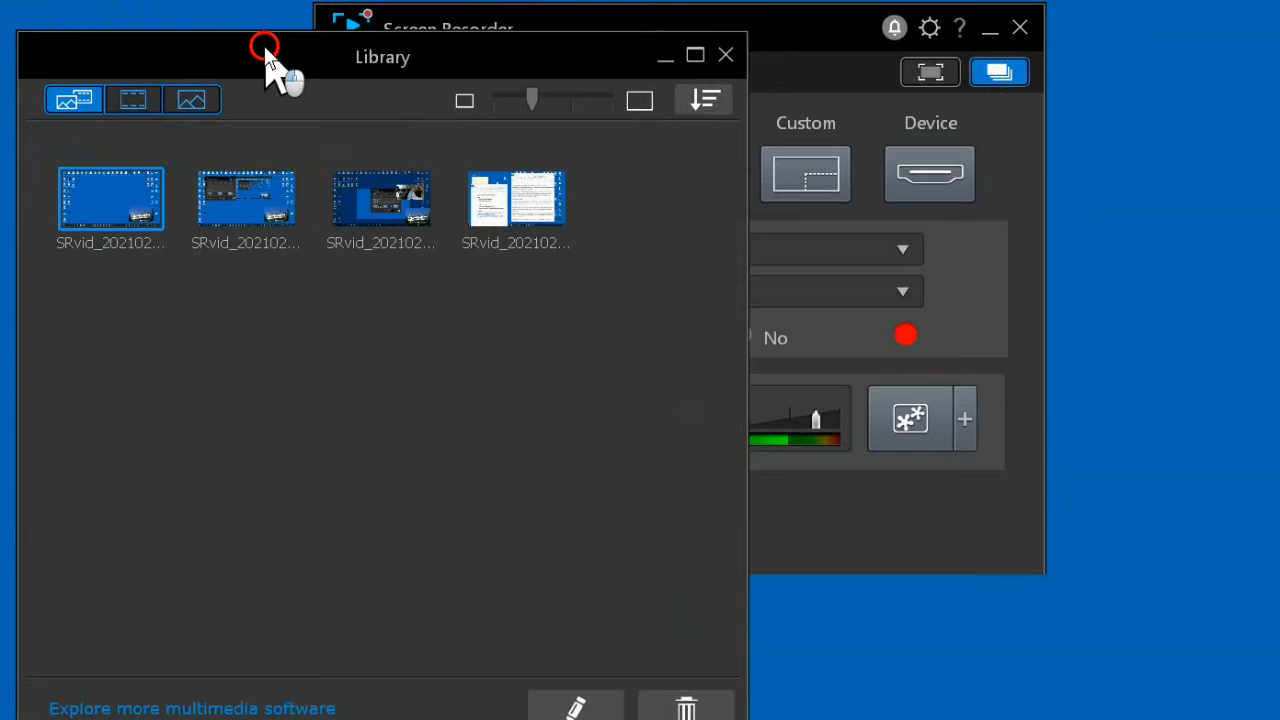 Screen Recorder
Library
Custom
Device
SRvid_202102...
SRvid_202102...
SRvid_202102...
SRvid_202102...
No
Explore more multimedia software